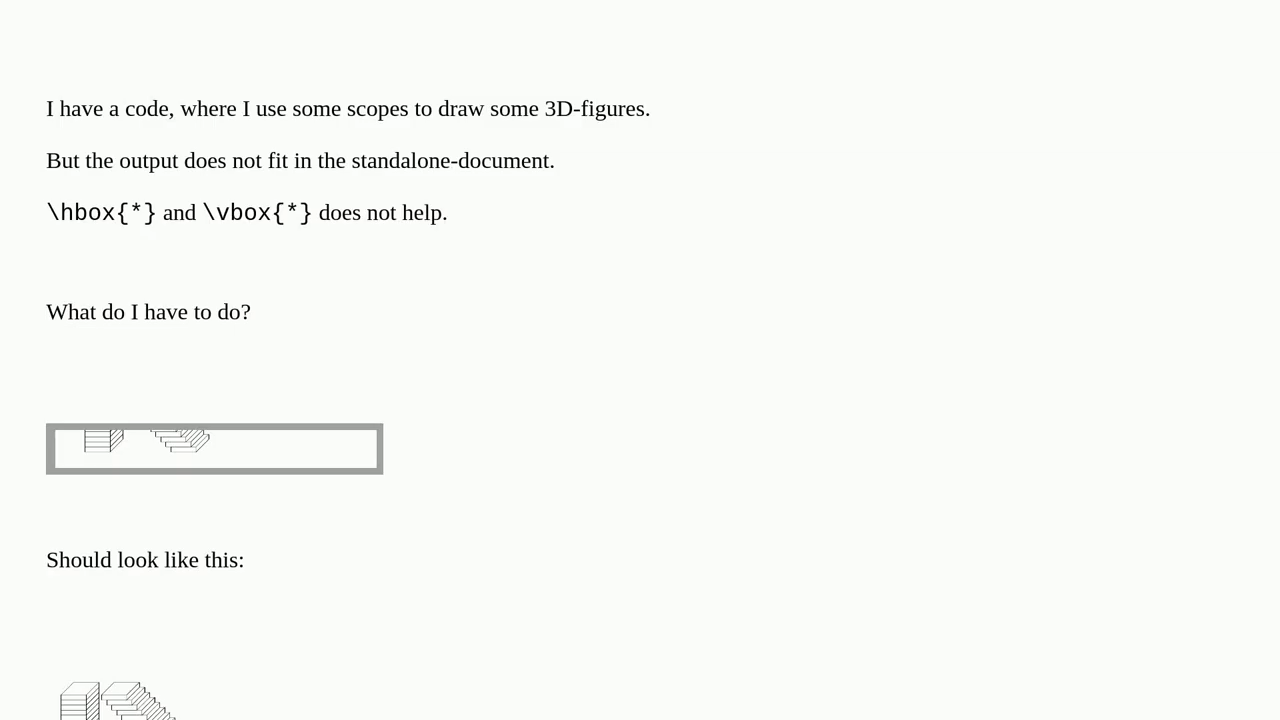 I have a code, where I use some scopes to draw some 3D-figures.
But the output does not fit in the standalone-document.
\hbox{*} and \vbox{*} does not help.
What do I have to do?
Should look like this: